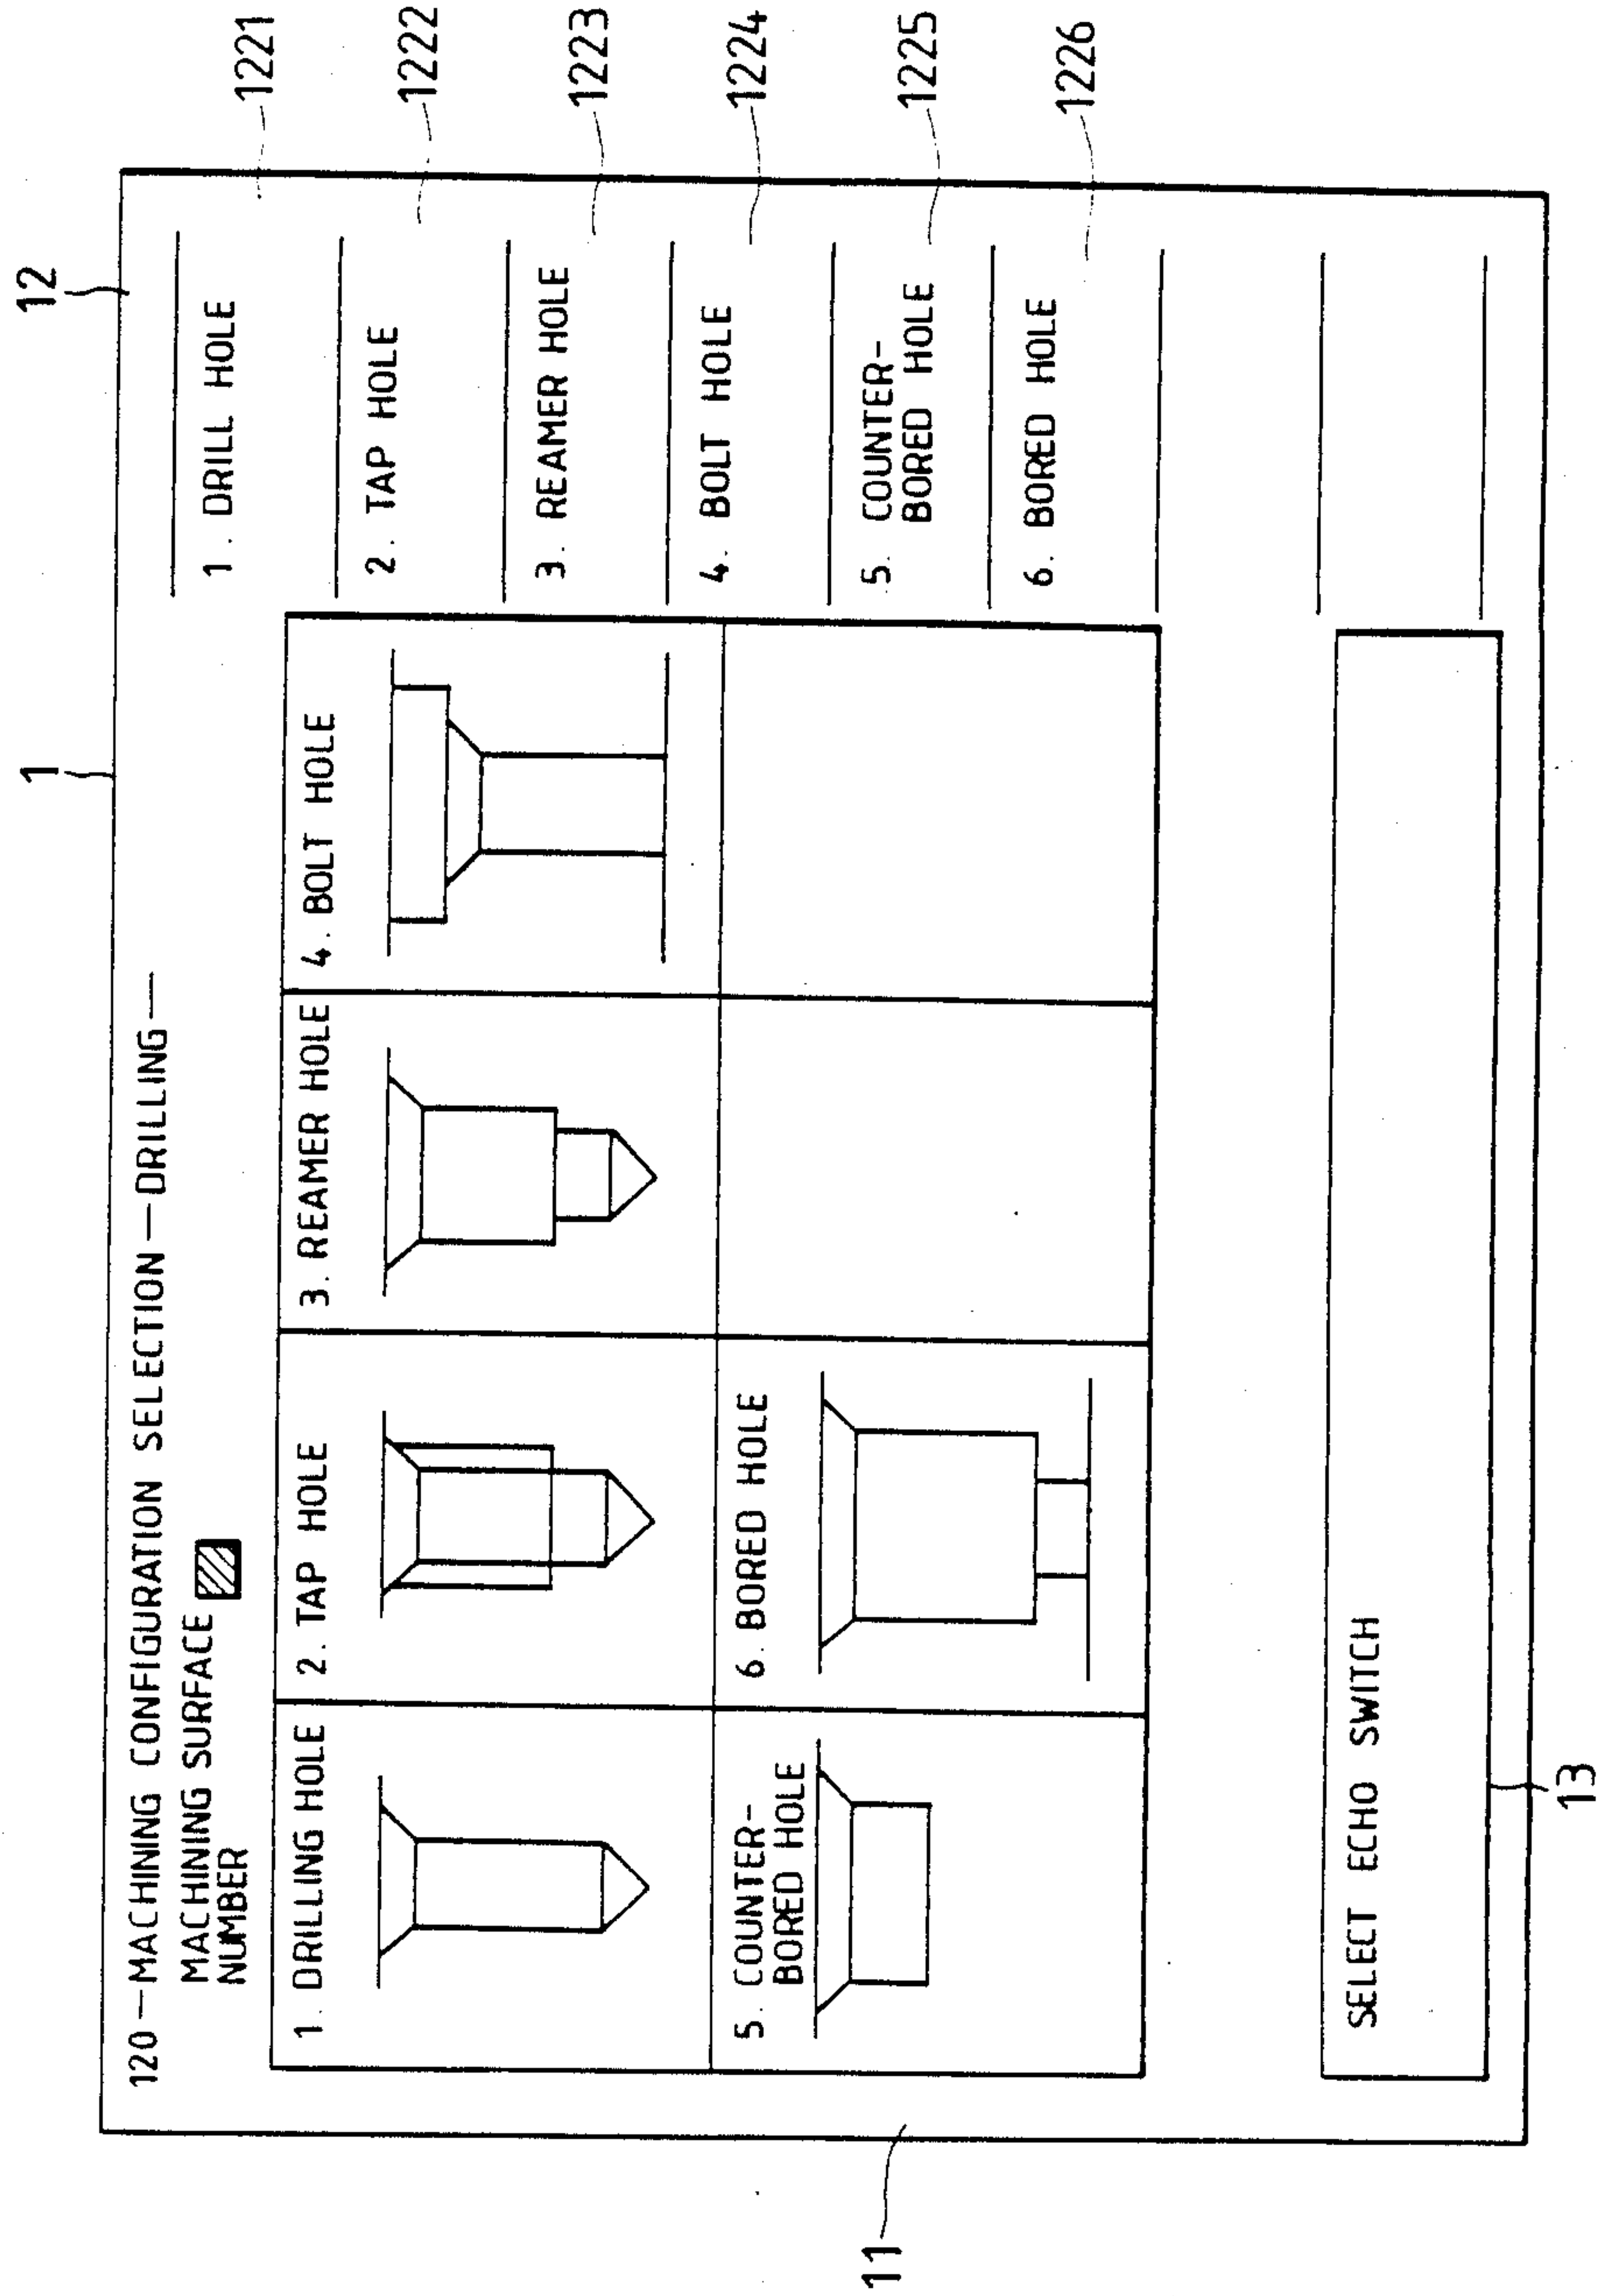 1
12
120—MACHINING CONFIGURATION SELECTION—DRILLING—
MACHINING SURFACE
NUMBER
1. DRILLING HOLE
2. TAP HOLE
3. REAMER HOLE
4. BOLT HOLE
5. COUNTER-
BORED HOLE
6. BORED HOLE
1. DRILL HOLE
2. TAP HOLE
3. REAMER HOLE
4. BOLT HOLE
5. COUNTER-
BORED HOLE
6. BORED HOLE
1221
1222
1223
1224
1225
1226
SELECT ECHO SWITCH
11
13